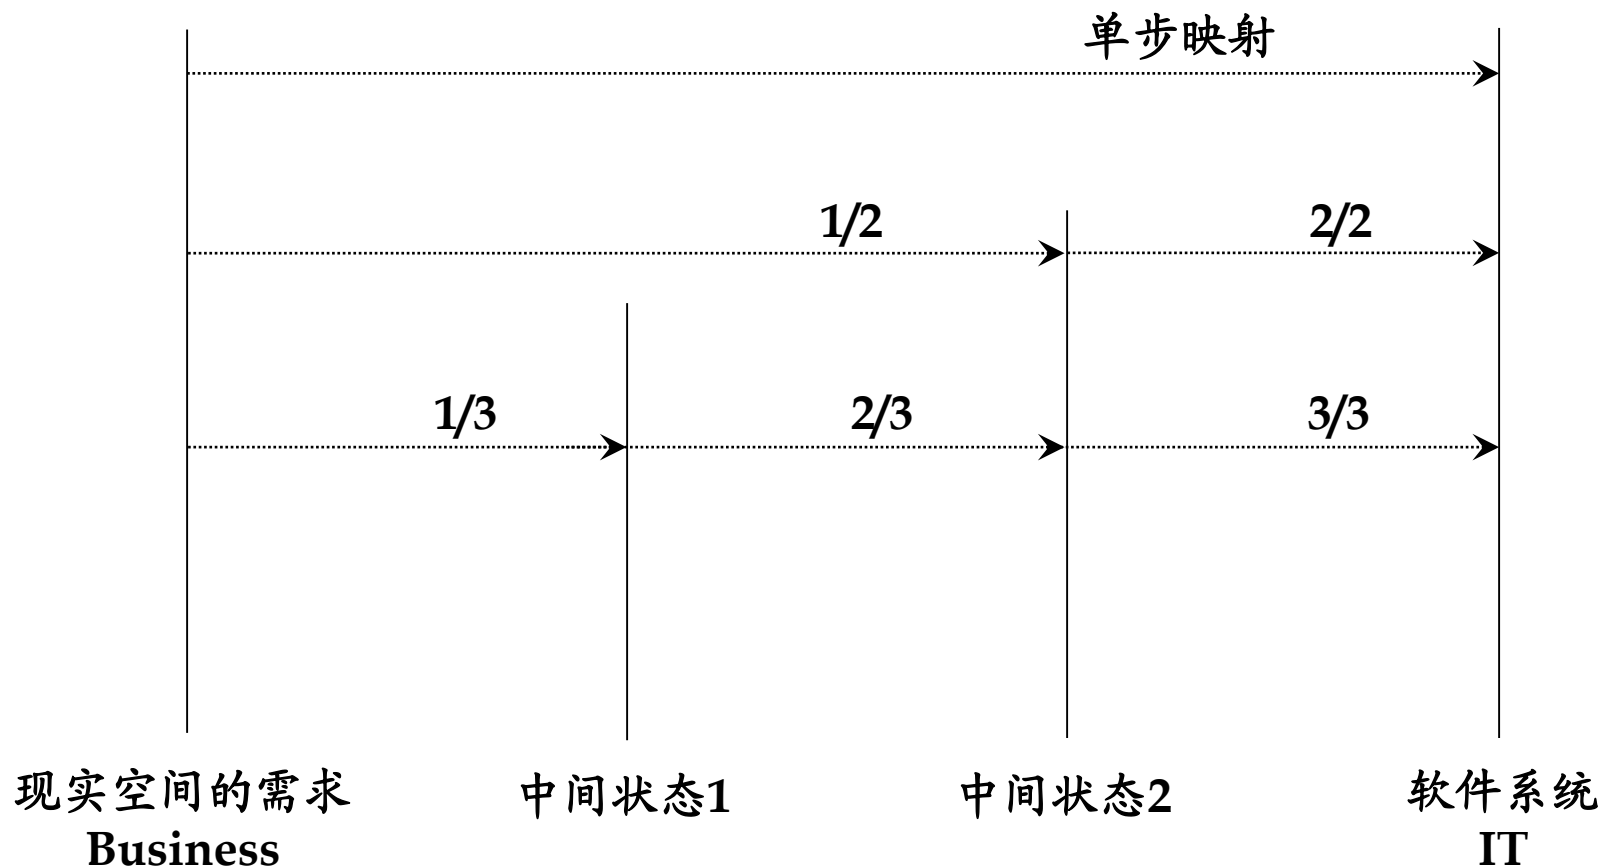 单步映射
1/2
2/2
1/3
2/3
3/3
现实空间的需求
Business
中间状态1
中间状态2
软件系统
IT